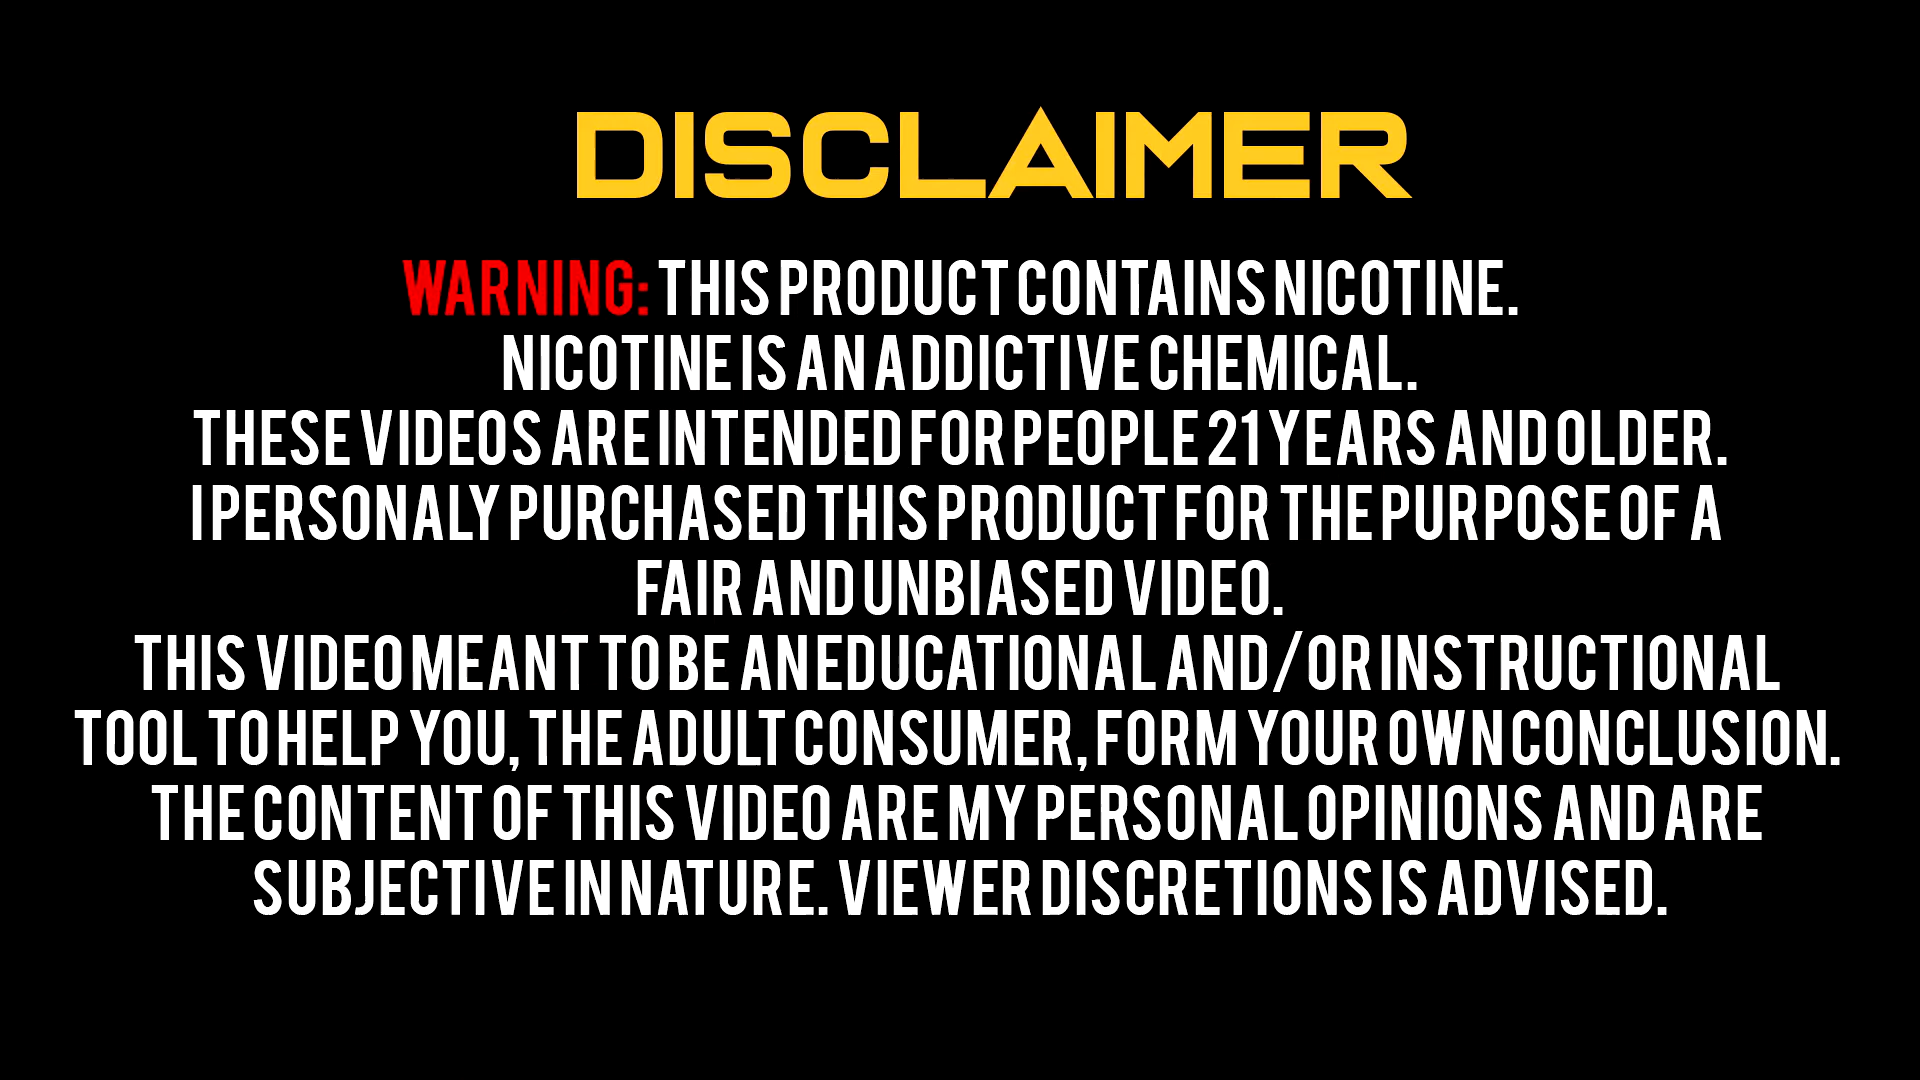 DISCLAIMER
WARNING: THIS PRODUCT CONTAINS NICOTINE.
NICOTINE IS AN ADDICTIVE CHEMICAL.
THESE VIDEOS ARE INTENDED FOR PEOPLE 21 YEARS AND OLDER.
I PERSONALY PURCHASED THIS PRODUCT FOR THE PURPOSE OF A
FAIR AND UNBIASED VIDEO.
THIS VIDEO MEANT TO BE AN EDUCATIONAL AND/OR INSTRUCTIONAL
TOOL TO HELP YOU, THE ADULT CONSUMER, FORM YOUR OWN CONCLUSION.
THE CONTENT OF THIS VIDEO ARE MY PERSONAL OPINIONS AND ARE
SUBJECTIVE IN NATURE. VIEWER DISCRETIONS IS ADVISED.